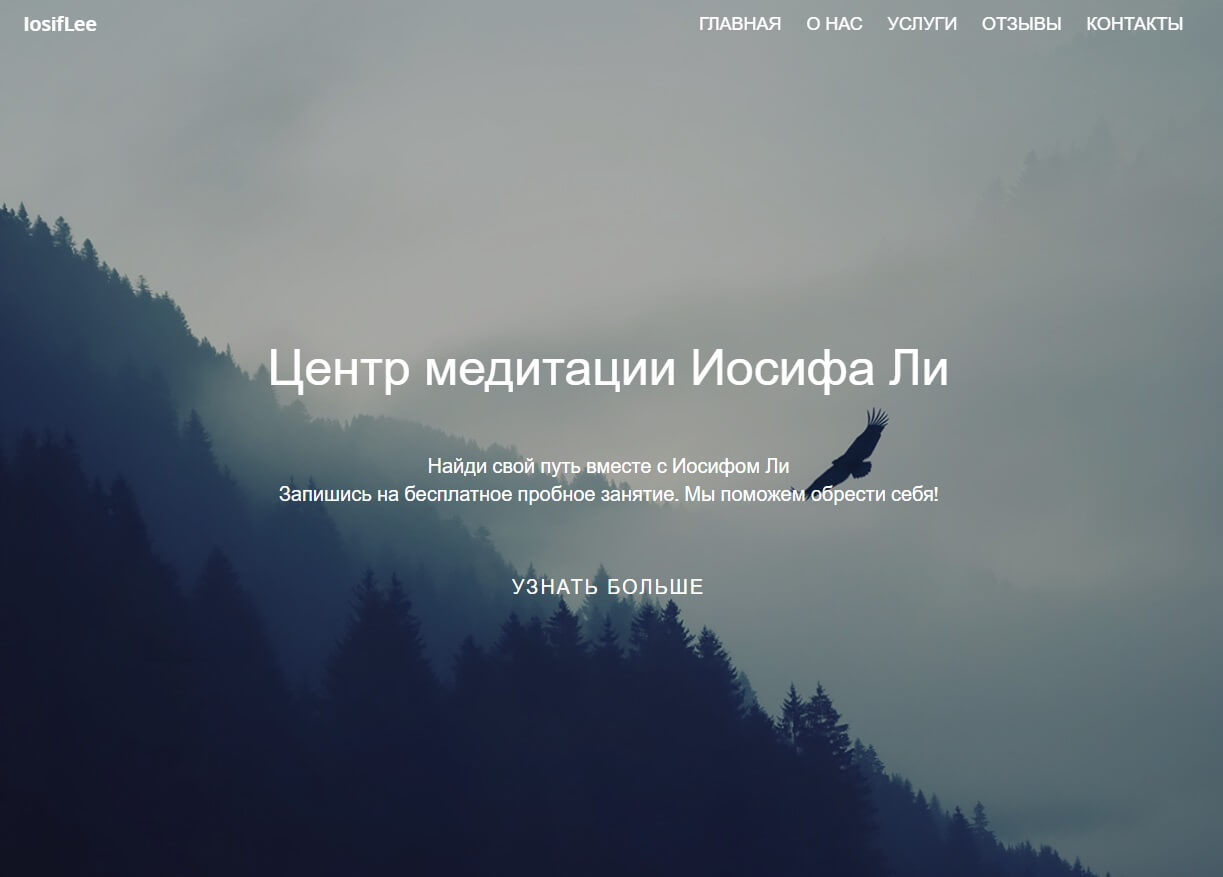 IosifLee
ГЛАВНАЯ О НАС УСЛУГИ ОТЗЫВЫ КОНТАКТЫ
Центр медитации Иосифа Ли
Найди свой путь вместе с Иосифом Ли
Запишись на бесплатное пробное занятие. Мы поможем обрести себя!
УЗНАТЬ БОЛЬШЕ